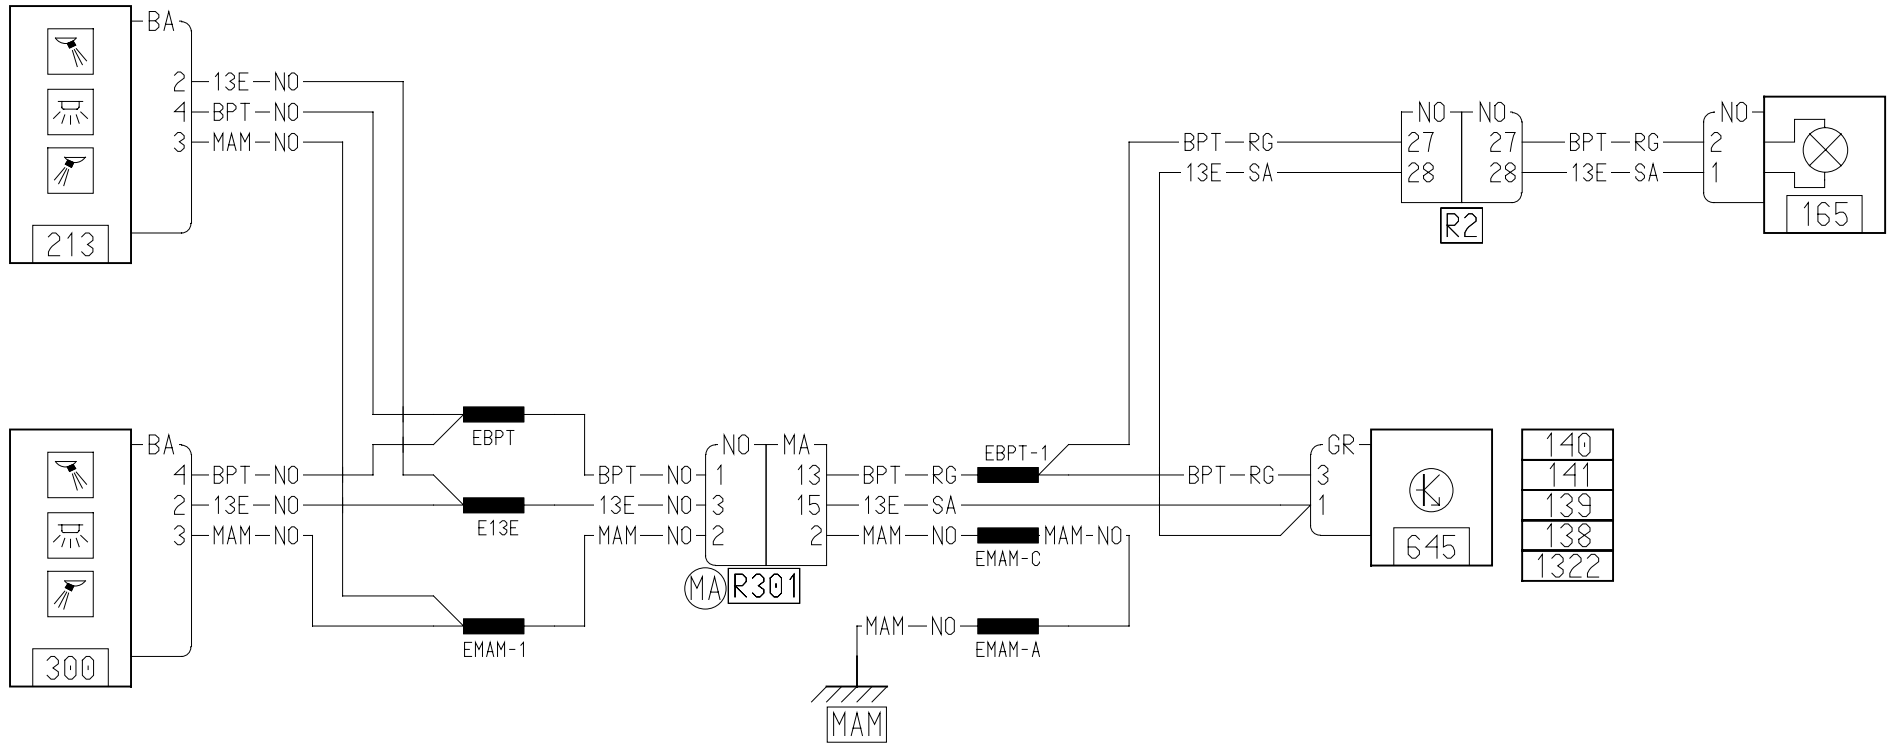 BA
2 13E NO
4 BPT NO
3 MAM NO
213
BPT RG 27
13E SA 28
NO NO
27 BPT RG 2
28 13E SA 1
R2
NO
165
BA
4 BPT NO
2 13E NO
3 MAM NO
300
EBPT
E13E
EMAM-1
BPT NO 1
13E NO 3
MAM NO 2
NO MA
MA R301
13 BPT RG
15 13E SA
2 MAM NO
EBPT-1
EMAM-C
MAM-NO
MAM NO
EMAM-A
MAM
BPT RG 3
1
GR
645
140
141
139
138
1322